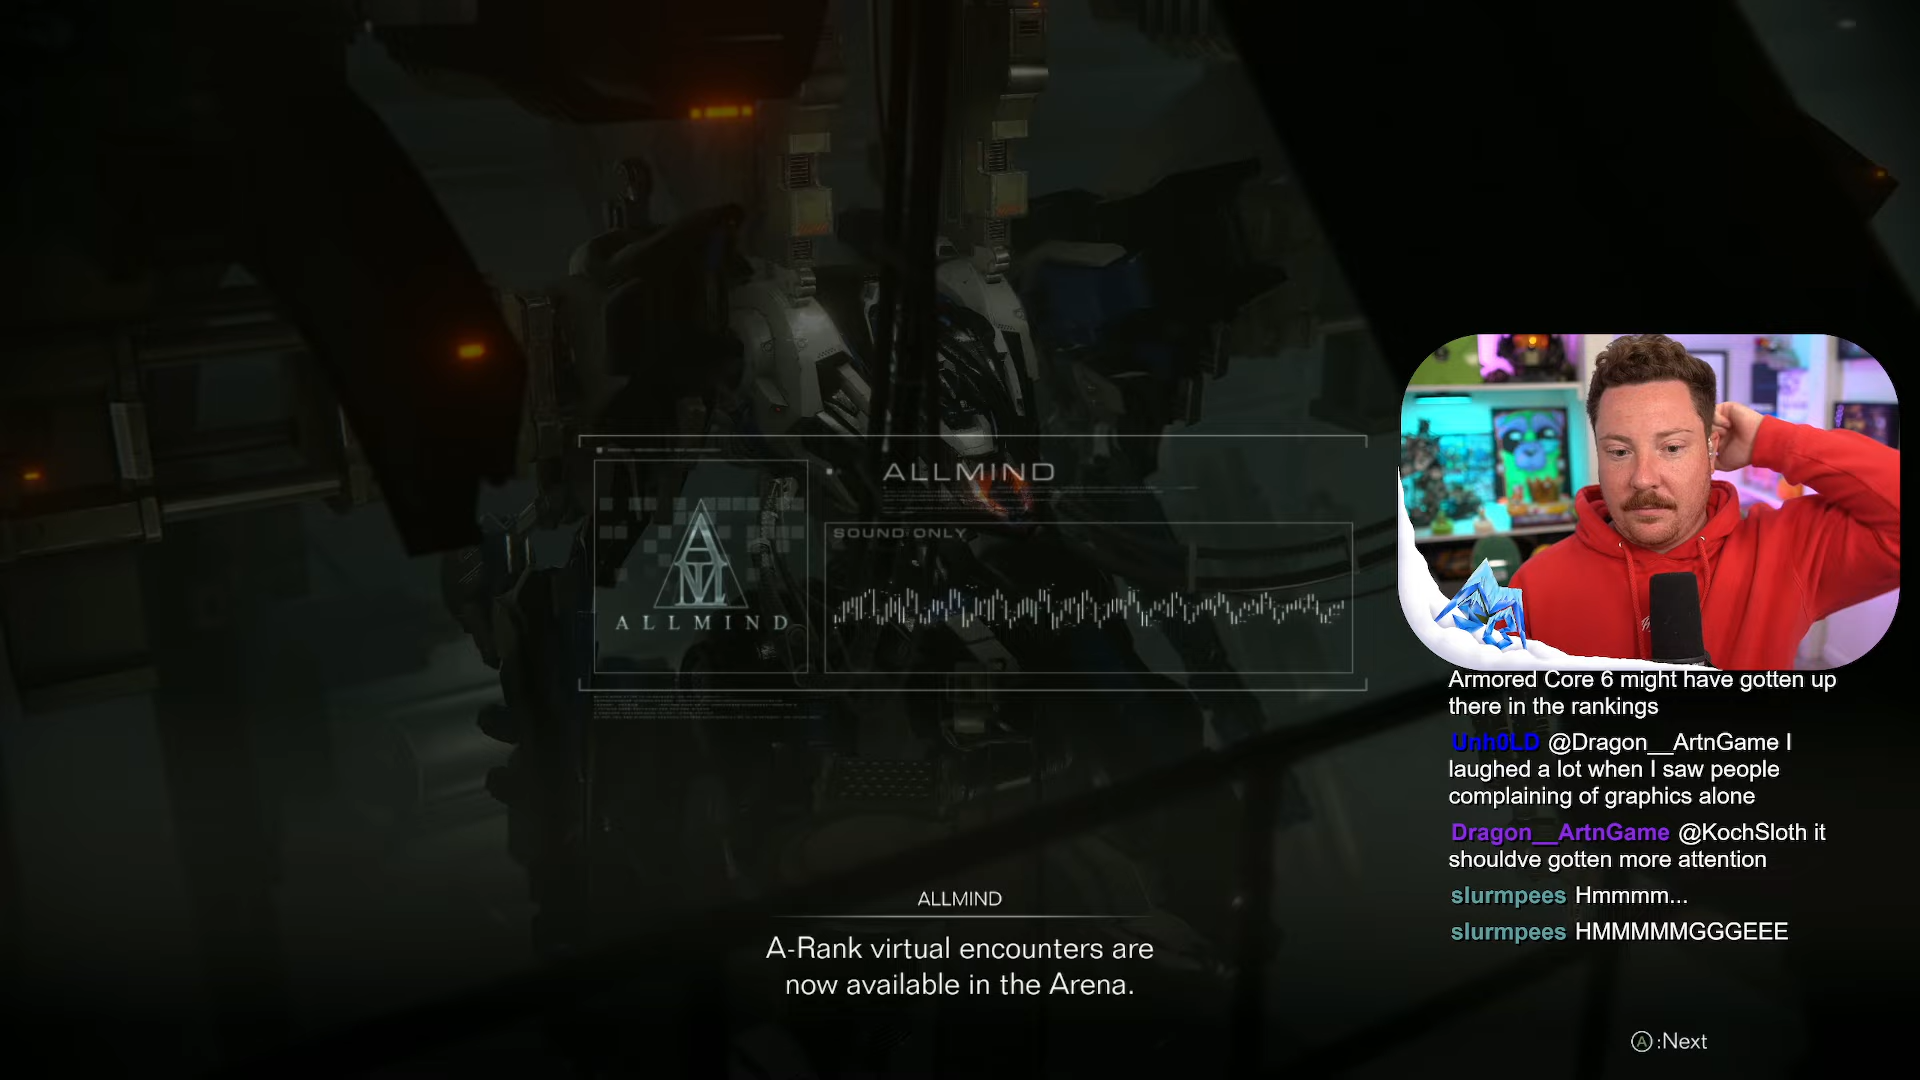 ALLMIND
SOUND ONLY
ALLMIND
ALLMIND
A-Rank virtual encounters are
now available in the Arena.
Armored Core 6 might have gotten up
there in the rankings
Unh0LD @Dragon__ArtnGame I
laughed a lot when I saw people
complaining of graphics alone
Dragon__ArtnGame @KochSloth it
shouldve gotten more attention
slurmpees Hmmmm...
slurmpees HMMMMMGGGEEE
A :Next